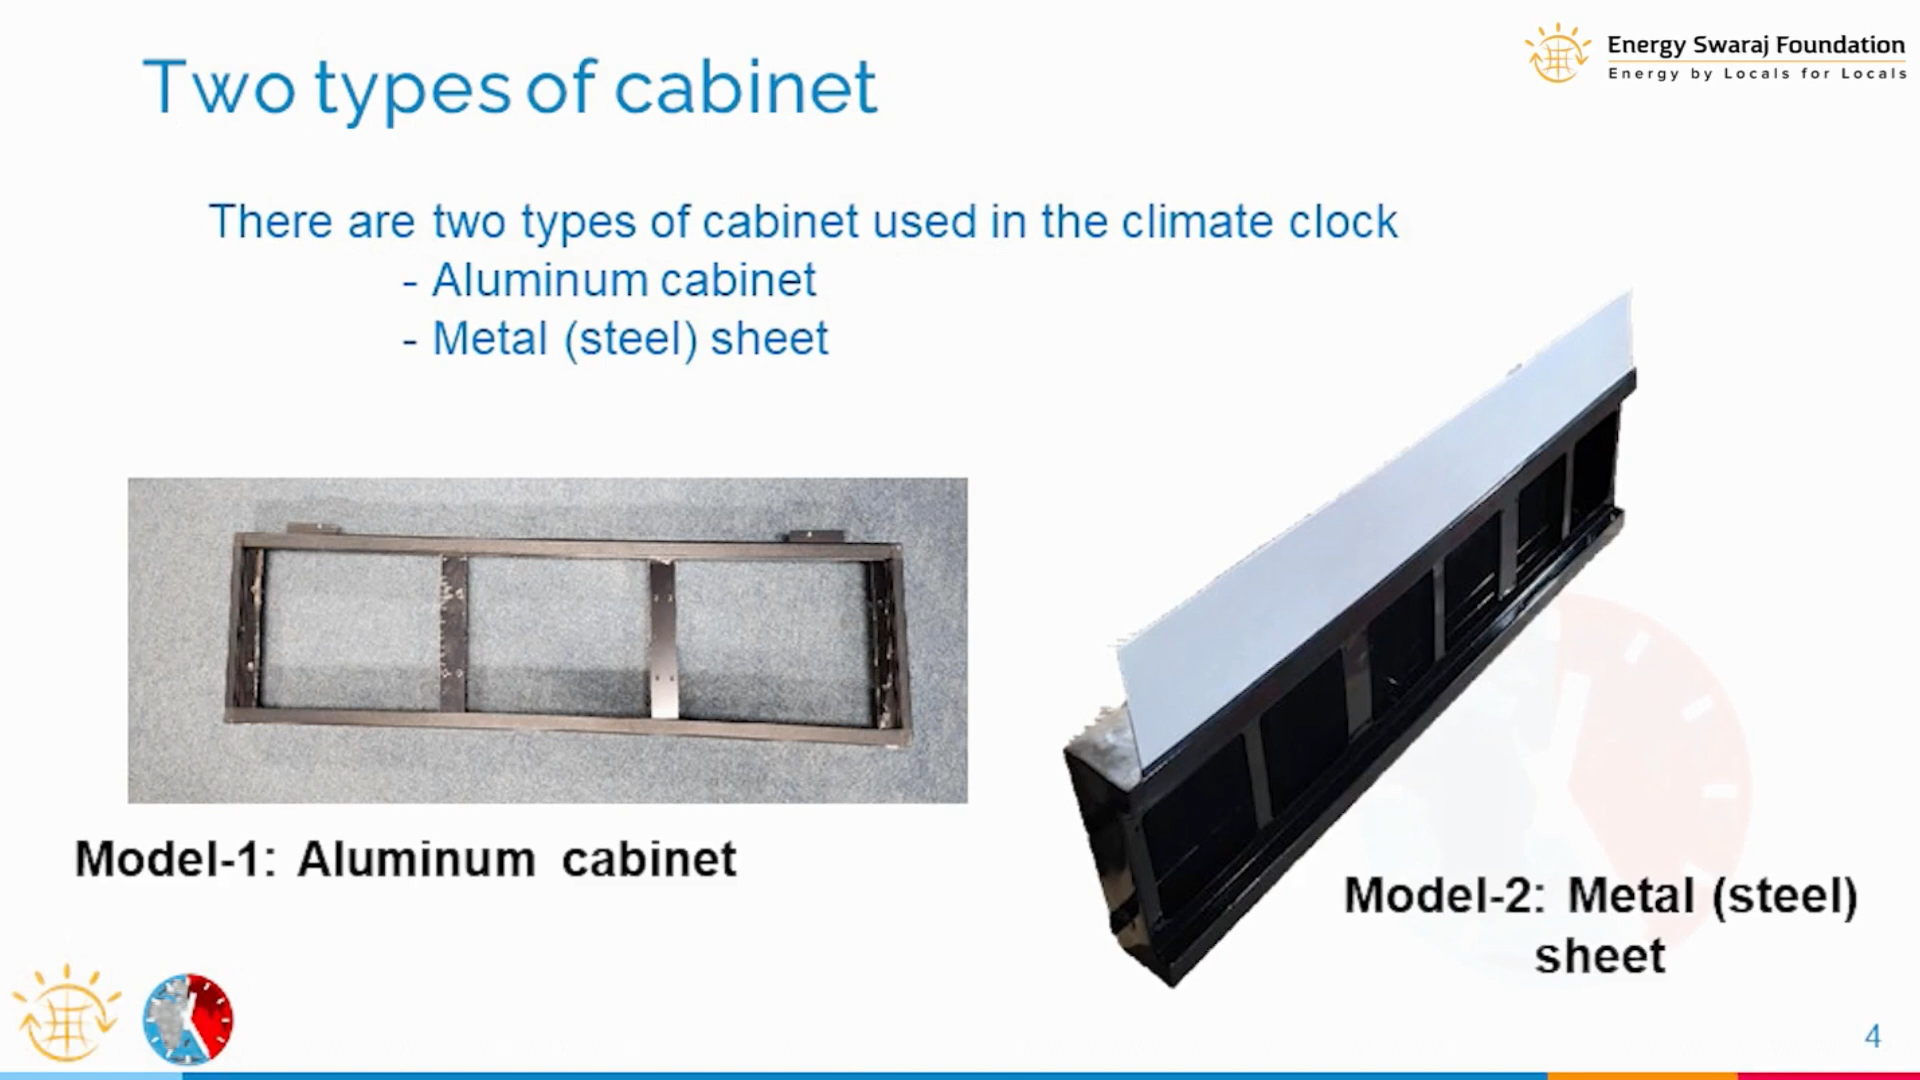 Two types of cabinet
Energy Swaraj Foundation
Energy by Locals for Locals
There are two types of cabinet used in the climate clock
- Aluminum cabinet
- Metal (steel) sheet
Model-1: Aluminum cabinet
Model-2: Metal (steel)
sheet
4